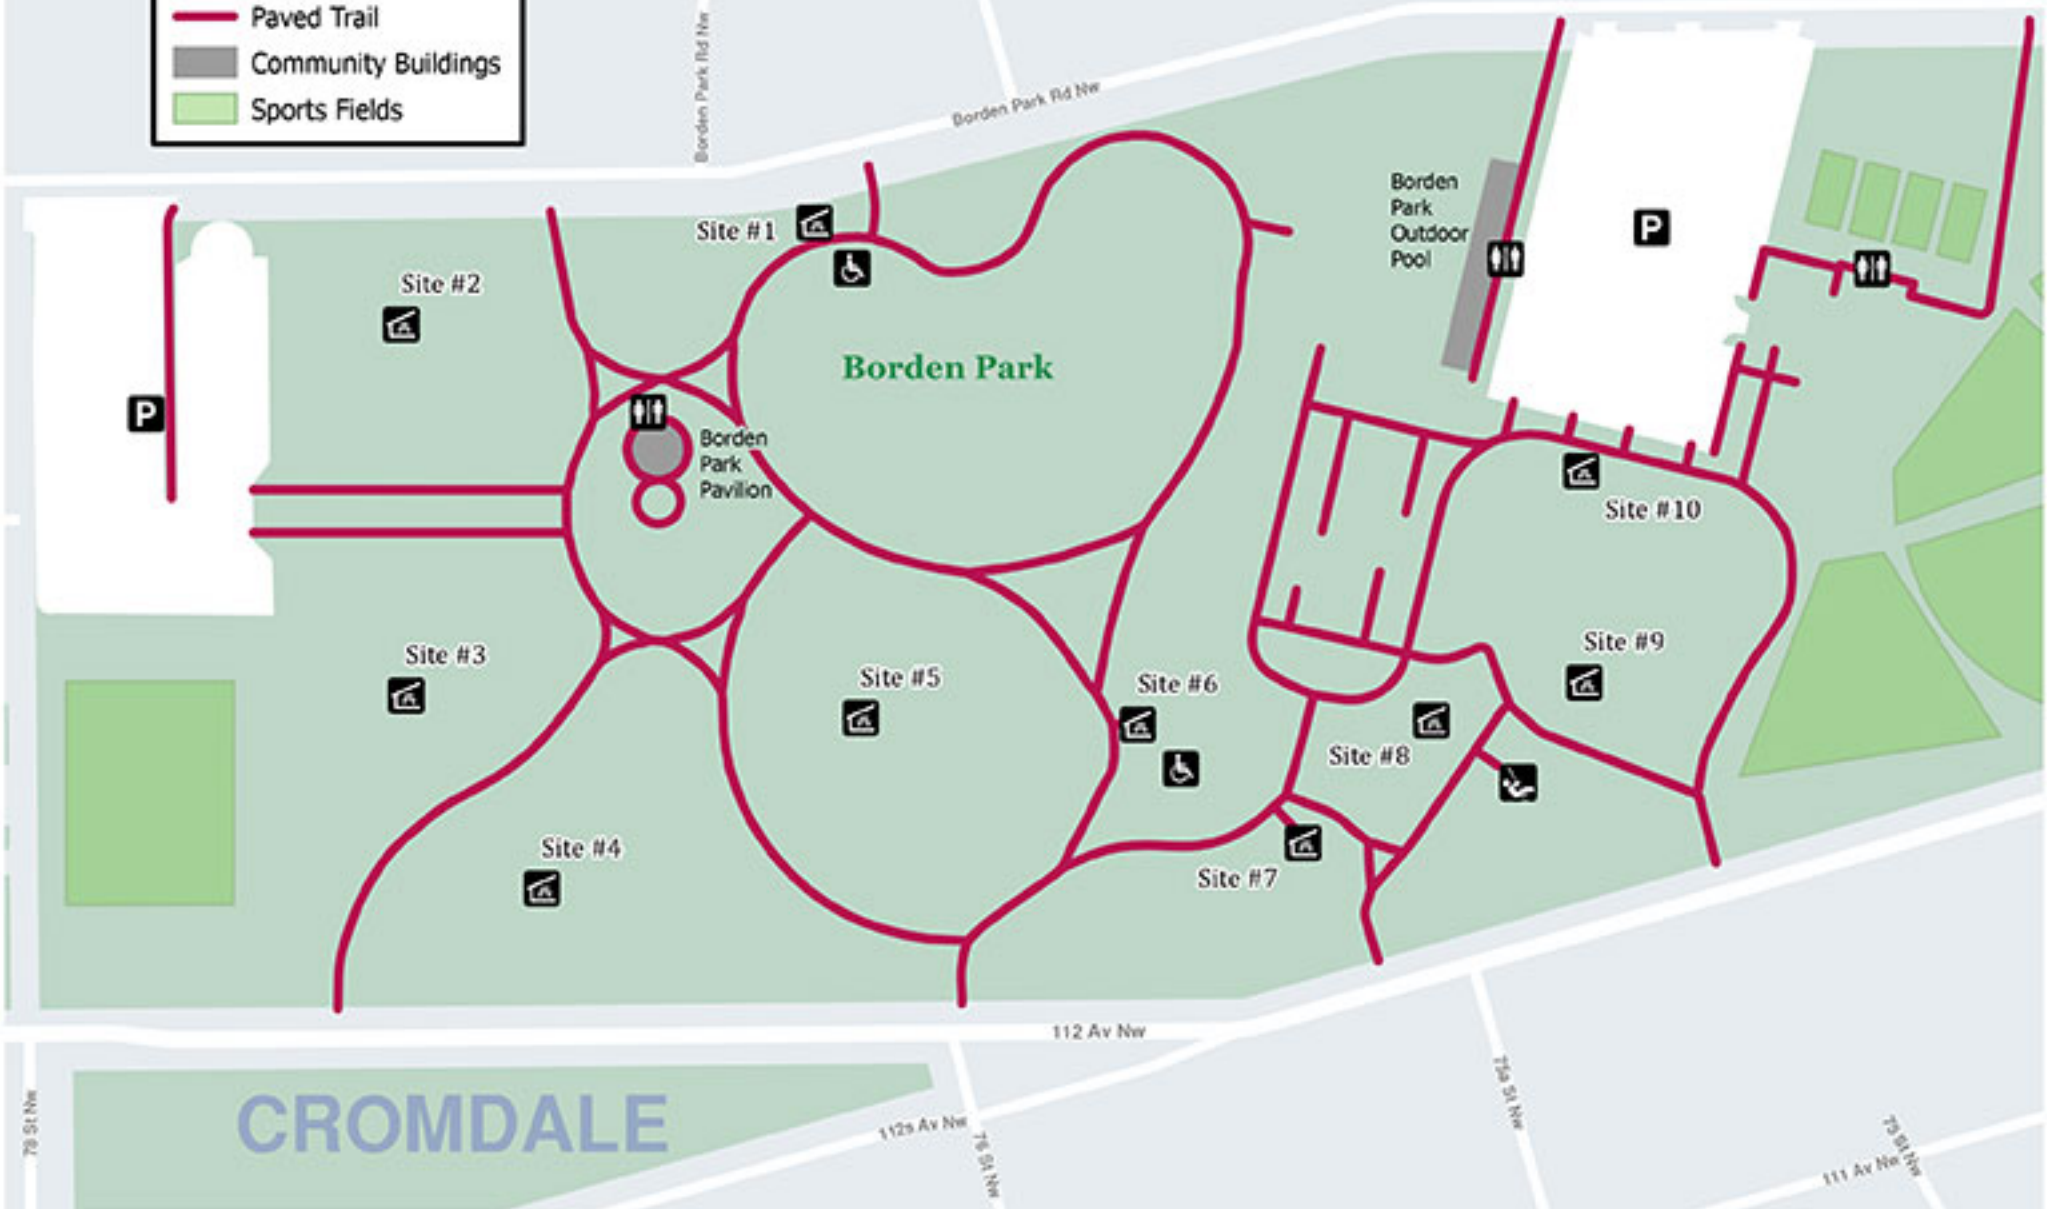 Paved Trail
Community Buildings
Sports Fields
Borden Park Rd Nw
Borden Park Rd Nw
Borden
Park
Outdoor
Pool
P
Site #1
Site #2
Borden Park
P
Borden
Park
Pavilion
Site #10
Site #9
Site #3
Site #5
Site #6
Site #8
Site #4
Site #7
112 Av Nw
CROMDALE
78 St Nw
112s Av Nw
76 St Nw
75a St Nw
75 St Nw
111 Av Nw